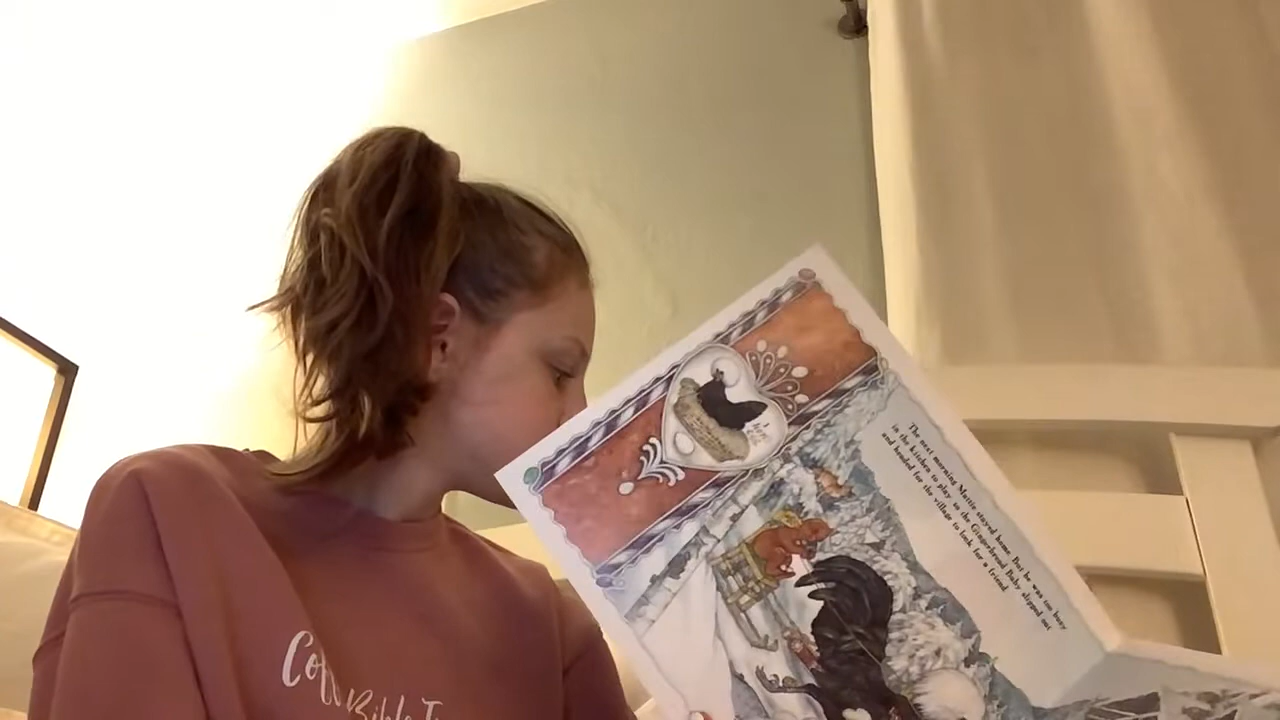 The next morning Mattie stayed home. But he was too busy
in the kitchen to play so the Gingerbread Baby slipped out
and headed for the village to look for a friend.
Bible